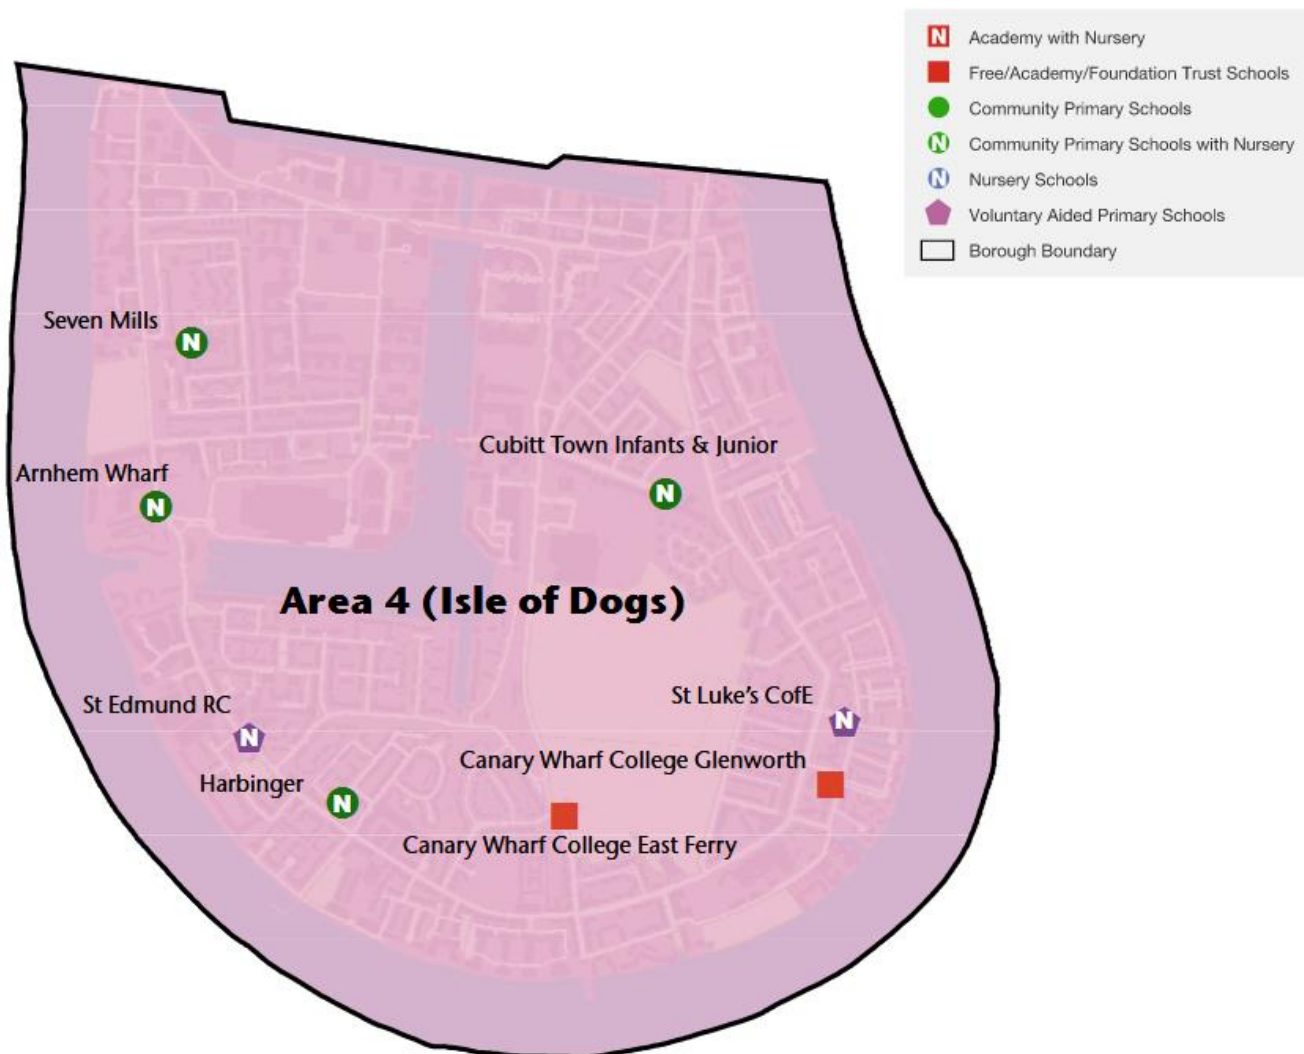 N Academy with Nursery
Free/Academy/Foundation Trust Schools
Community Primary Schools
N Community Primary Schools with Nursery
N Nursery Schools
Voluntary Aided Primary Schools
Borough Boundary
Seven Mills
N
Cubitt Town Infants & Junior
N
Arnhem Wharf
N
Area 4 (Isle of Dogs)
St Edmund RC
N
St Luke's CofE
N
Canary Wharf College Glenworth
Harbinger
N
Canary Wharf College East Ferry